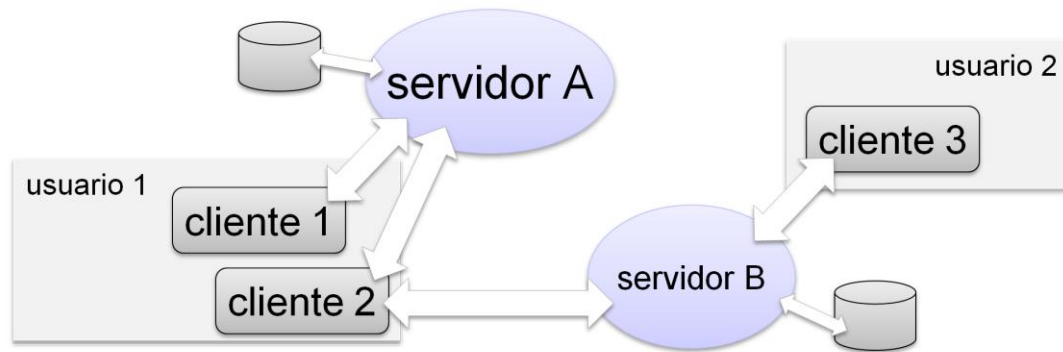 servidor A
usuario 2
cliente 3
usuario 1
cliente 1
cliente 2
servidor B